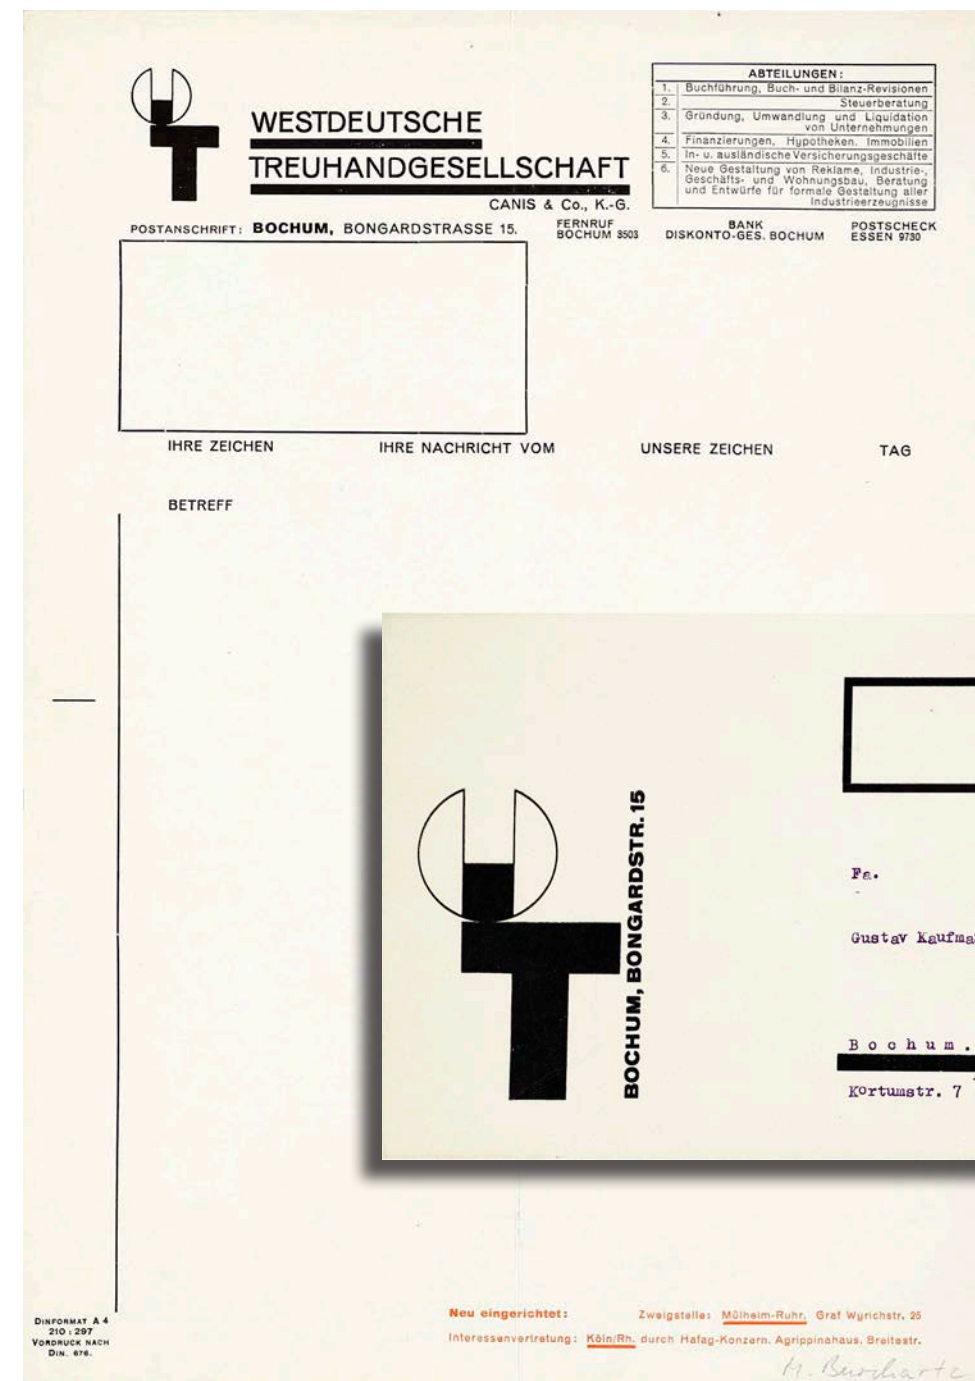 WESTDEUTSCHE
TREUHANDGESELLSCHAFT
CANIS & Co., K.-G.
ABTEILUNGEN:
1. Buchführung, Buch- und Bilanz-Revisionen
2. Steuerberatung
3. Gründung, Umwandlung und Liquidation
von Unternehmungen
4. Finanzierungen, Hypotheken, Immobilien
5. In- u. ausländische Versicherungsgeschäfte
6. Neue Gestaltung von Reklame, Industrie-,
Geschäfts- und Wohnungsbau, Beratung
und Entwürfe für formale Gestaltung aller
Industrieerzeugnisse
POSTANSCHRIFT: BOCHUM, BONGARDSTRASSE 15.
FERNRUF
BOCHUM 3503
BANK
DISKONTO-GES. BOCHUM
POSTSCHECK
ESSEN 9730
IHRE ZEICHEN IHRE NACHRICHT VOM UNSERE ZEICHEN TAG
BETREFF
BOCHUM, BONGARDSTR. 15
Fa.
Gustav Kaufma
Bochum.
Kortumstr. 7
DINFORMAT A 4
210 : 297
VORDRUCK NACH
DIN. 676.
Neu eingerichtet: Zweigstelle: Mülheim-Ruhr, Graf Wyrichstr. 25
Interessenvertretung: Köln/Rh. durch Hafag-Konzern, Agrippinahaus, Breitestr.